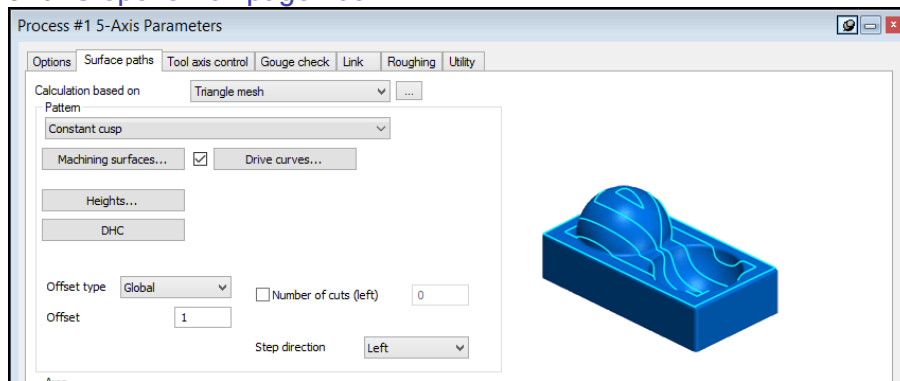 Process #1 5-Axis Parameters
Options Surface paths Tool axis control Gouge check Link Roughing Utility
Calculation based on Triangle mesh ...
Pattern
Constant cusp
Machining surfaces... Drive curves...
Heights...
DHC
Offset type Global Number of cuts (left) 0
Offset 1
Step direction Left